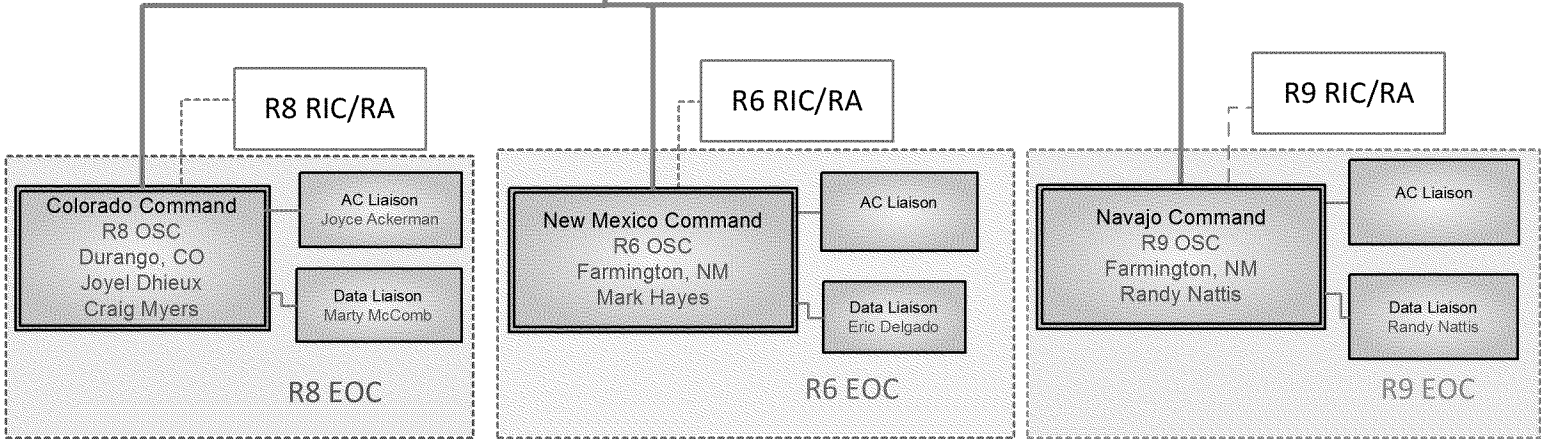 R8 RIC/RA
Colorado Command
R8 OSC
Durango, CO
Joyel Dhieux
Craig Myers
AC Liaison
Joyce Ackerman
Data Liaison
Marty McComb
R8 EOC
R6 RIC/RA
New Mexico Command
R6 OSC
Farmington, NM
Mark Hayes
AC Liaison
Data Liaison
Eric Delgado
R6 EOC
R9 RIC/RA
Navajo Command
R9 OSC
Farmington, NM
Randy Nattis
AC Liaison
Data Liaison
Randy Nattis
R9 EOC